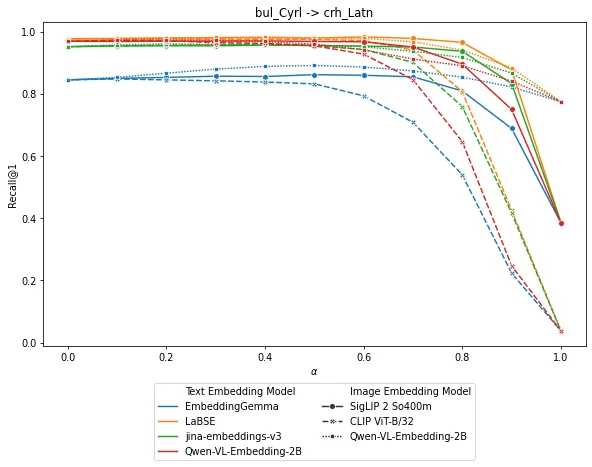 bul_Cyrl -> crh_Latn
1.0
0.8
0.6
0.4
0.2
0.0
Recall@1
0.0 0.2 0.4 0.6 0.8 1.0
α
Text Embedding Model Image Embedding Model
EmbeddingGemma SigLIP 2 So400m
LaBSE CLIP ViT-B/32
jina-embeddings-v3 Qwen-VL-Embedding-2B
Qwen-VL-Embedding-2B